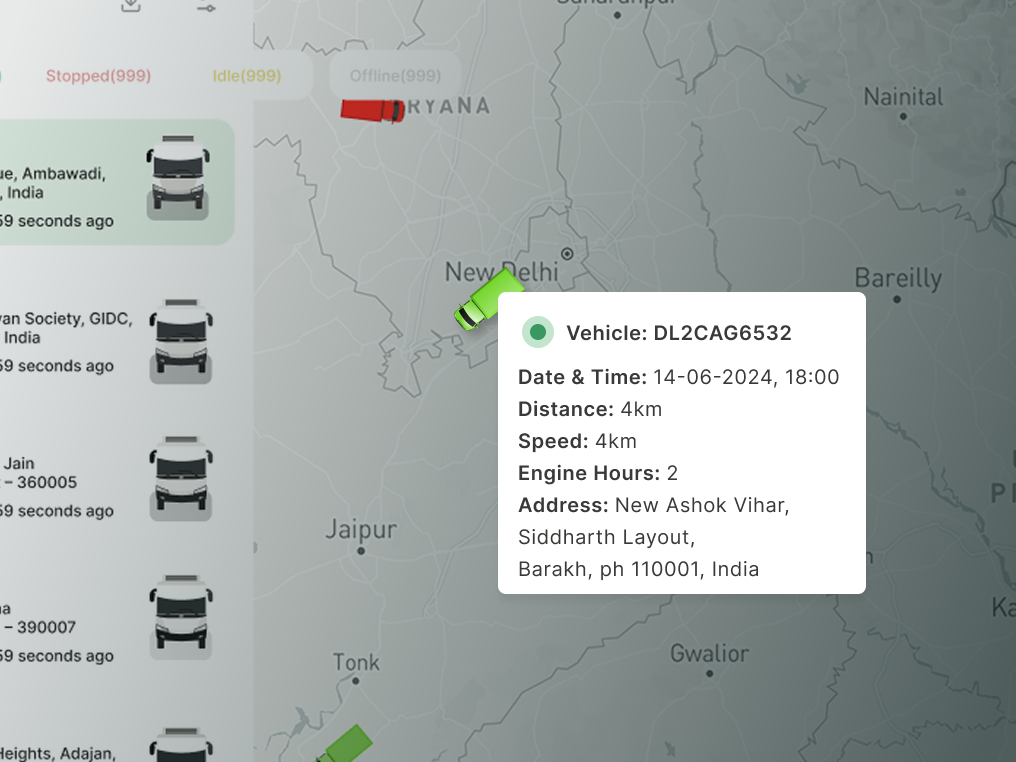 Stopped(999)
Idle(999)
Offline(999)
RYANA
Nainital
ue, Ambawadi,
, India
59 seconds ago
New Delhi
Bareilly
van Society, GIDC,
India
59 seconds ago
Vehicle: DL2CAG6532
Date & Time: 14-06-2024, 18:00
Distance: 4km
Speed: 4km
Engine Hours: 2
Address: New Ashok Vihar,
Siddharth Layout,
Barakh, ph 110001, India
Jain
– 360005
59 seconds ago
Jaipur
– 390007
59 seconds ago
Tonk
Gwalior
Heights, Adajan,